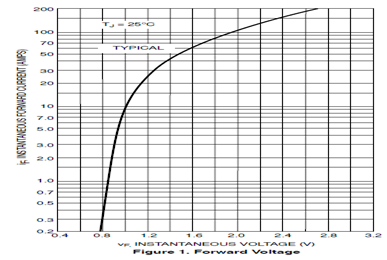 200
100
70
50
30
20
10
7.0
5.0
3.0
2.0
1.0
0.7
0.5
0.3
0.2
TJ = 25°C
TYPICAL
iF, INSTANTANEOUS FORWARD CURRENT (AMPS)
0.4 0.8 1.2 1.6 2.0 2.4 2.8 3.2
vF, INSTANTANEOUS VOLTAGE (V)
Figure 1. Forward Voltage